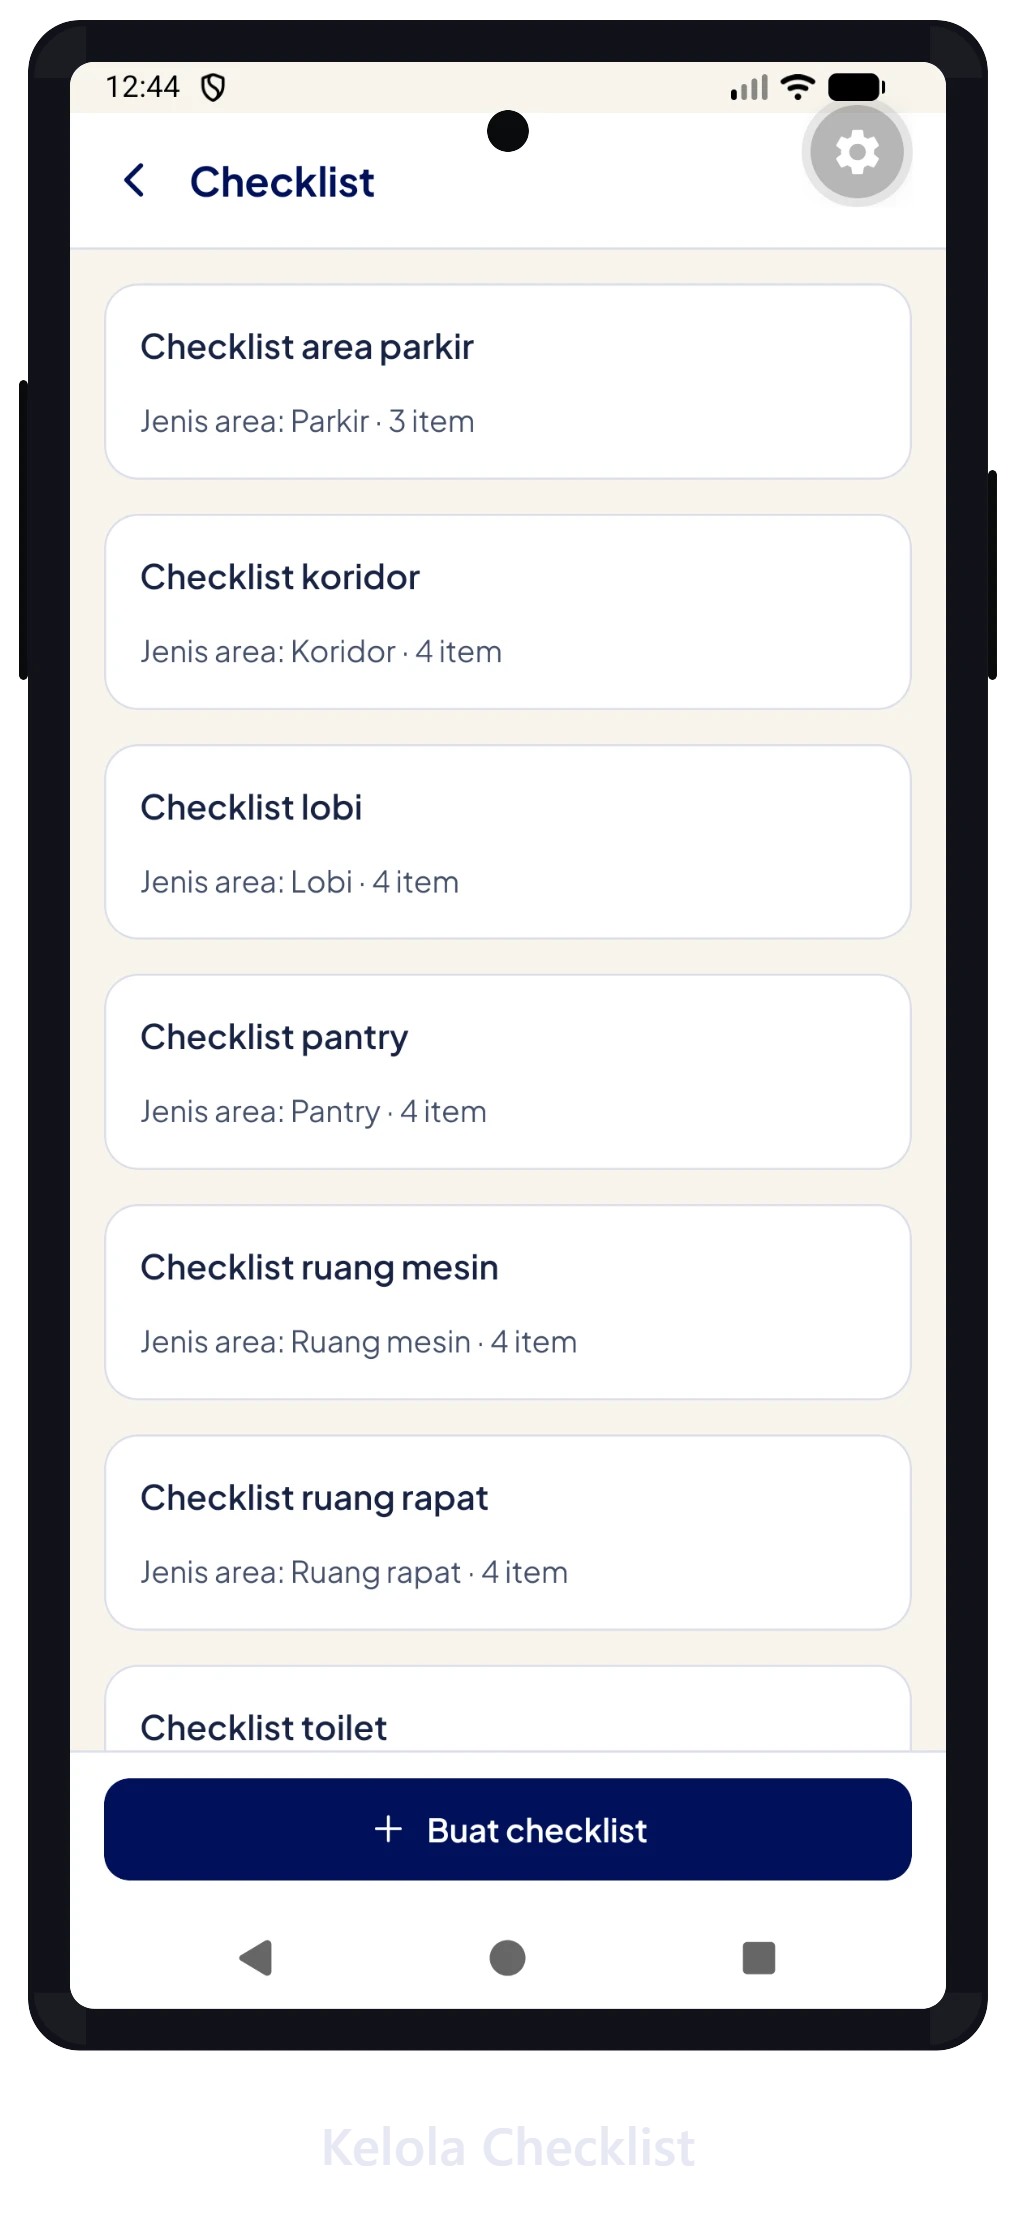 12:44
Checklist
Checklist area parkir
Jenis area: Parkir · 3 item
Checklist koridor
Jenis area: Koridor · 4 item
Checklist lobi
Jenis area: Lobi · 4 item
Checklist pantry
Jenis area: Pantry · 4 item
Checklist ruang mesin
Jenis area: Ruang mesin · 4 item
Checklist ruang rapat
Jenis area: Ruang rapat · 4 item
Checklist toilet
+ Buat checklist
Kelola Checklist